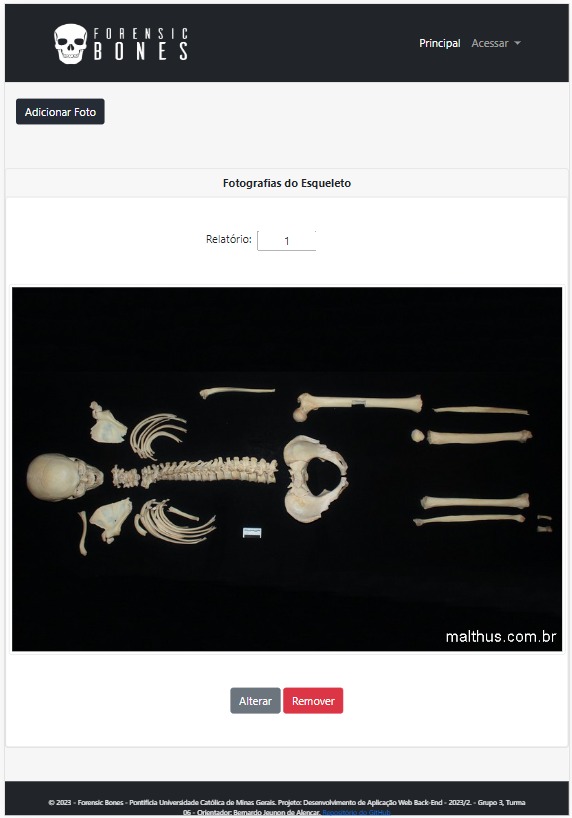 FORENSIC
BONES
Principal
Acessar
Adicionar Foto
Fotografias do Esqueleto
Relatório:
1
malthus.com.br
Alterar
Remover
© 2023 - Forensic Bones - Pontifícia Universidade Católica de Minas Gerais. Projeto: Desenvolvimento de Aplicação Web Back-End - 2023/2. - Grupo 3, Turma
06 - Orientador: Bernardo Jeunon de Alencar. Repositório do GitHub